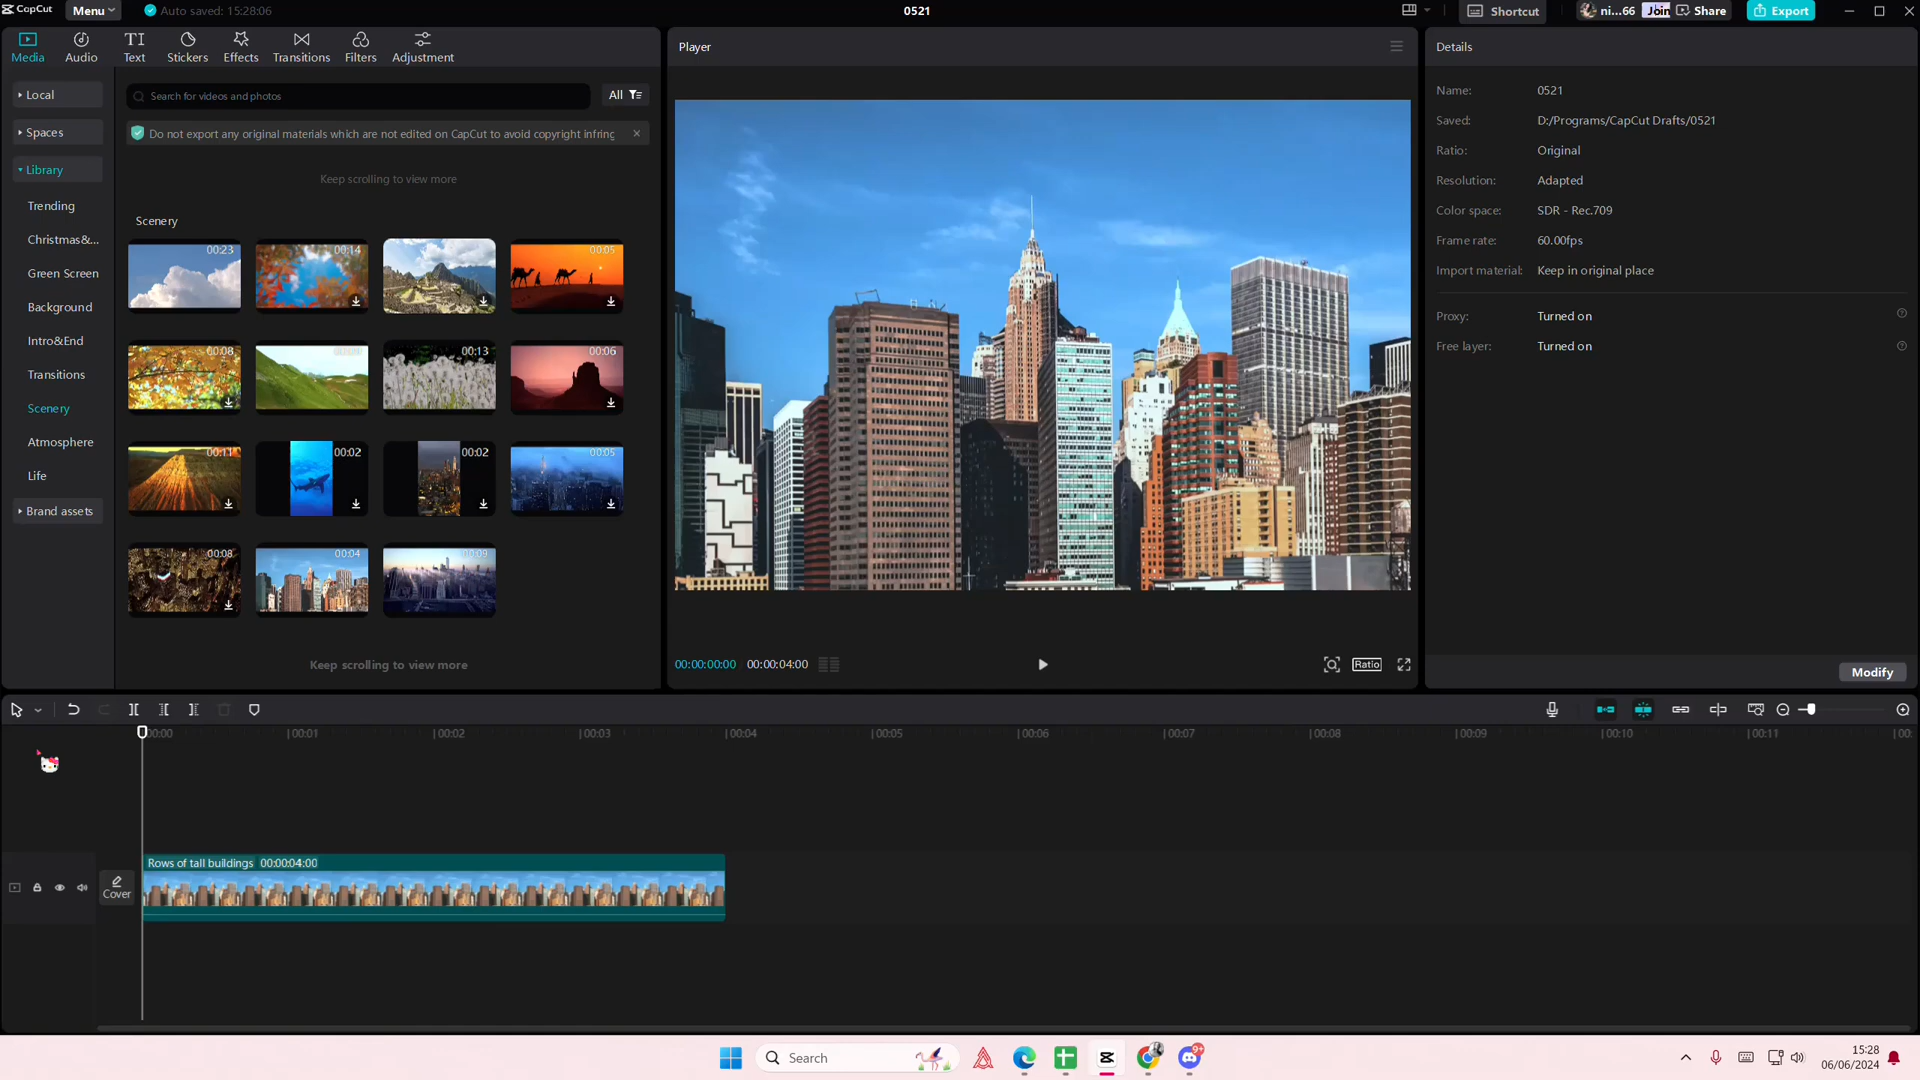 CapCut
Menu
Auto saved: 15:28:06
0521
Shortcut
ni...66
Join
Share
Export
Media
Audio
TI
Text
Stickers
Effects
Transitions
Filters
Adjustment
Local
Spaces
Library
Trending
Christmas&...
Green Screen
Background
Intro&End
Transitions
Scenery
Atmosphere
Life
Brand assets
Search for videos and photos
All
Do not export any original materials which are not edited on CapCut to avoid copyright infring
Keep scrolling to view more
Scenery
00:23
00:14
00:05
00:08
00:13
00:06
00:11
00:02
00:02
00:05
00:08
00:04
00:09
Keep scrolling to view more
Player
00:00:00:00
00:00:04:00
Ratio
Details
Name: 0521
Saved: D:/Programs/CapCut Drafts/0521
Ratio: Original
Resolution: Adapted
Color space: SDR - Rec.709
Frame rate: 60.00fps
Import material: Keep in original place
Proxy: Turned on
Free layer: Turned on
Modify
00:00
00:01
00:02
00:03
00:04
00:05
00:06
00:07
00:08
00:09
00:10
00:11
00:
Cover
Rows of tall buildings 00:00:04:00
Search
9+
15:28
06/06/2024